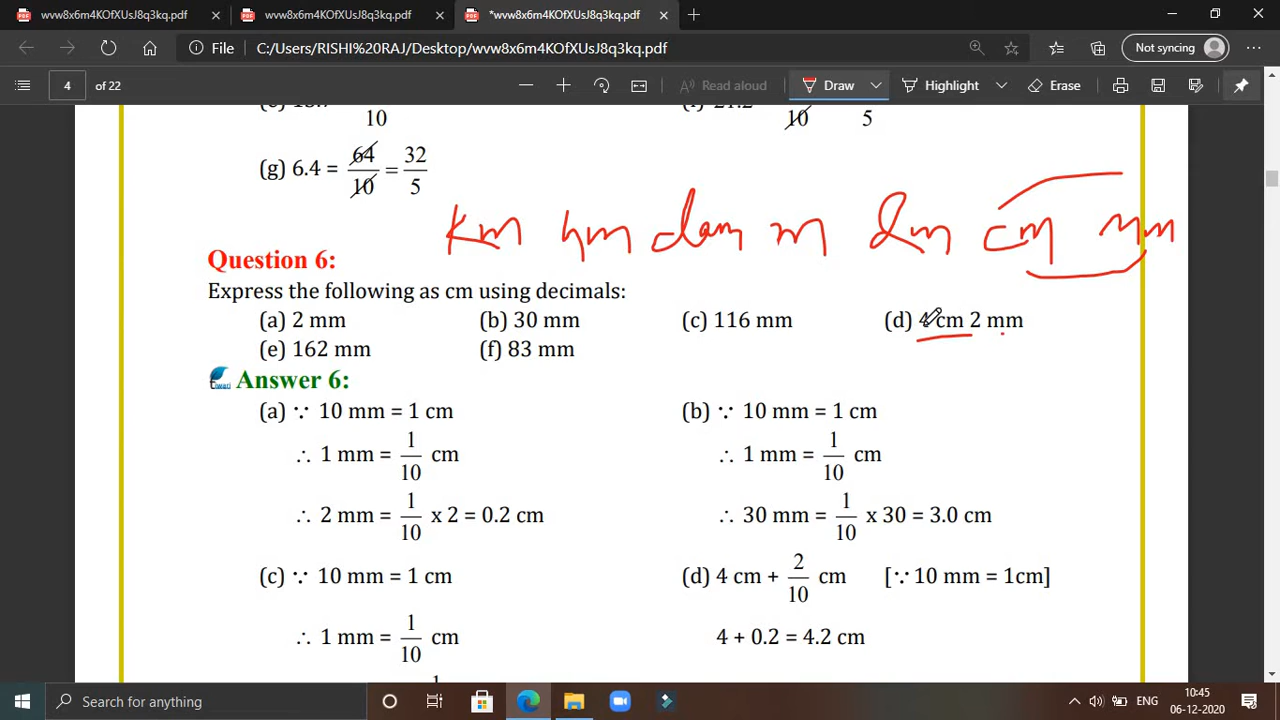 wvw8x6m4KOfXUsJ8q3kq.pdf
wvw8x6m4KOfXUsJ8q3kq.pdf
*wvw8x6m4KOfXUsJ8q3kq.pdf
File
C:/Users/RISHI%20RAJ/Desktop/wvw8x6m4KOfXUsJ8q3kq.pdf
Not syncing
4 of 22
Read aloud
Draw
Highlight
Erase
10
10 5
(g) 6.4 = 64/10 = 32/5
km hm dam m dm cm mm
Question 6:
Express the following as cm using decimals:
(a) 2 mm (b) 30 mm (c) 116 mm (d) 4 cm 2 mm
(e) 162 mm (f) 83 mm
Answer 6:
(a) ∵ 10 mm = 1 cm (b) ∵ 10 mm = 1 cm
∴ 1 mm = 1/10 cm ∴ 1 mm = 1/10 cm
∴ 2 mm = 1/10 x 2 = 0.2 cm ∴ 30 mm = 1/10 x 30 = 3.0 cm
(c) ∵ 10 mm = 1 cm (d) 4 cm + 2/10 cm [∵10 mm = 1cm]
∴ 1 mm = 1/10 cm 4 + 0.2 = 4.2 cm
Search for anything
ENG
10:45
06-12-2020